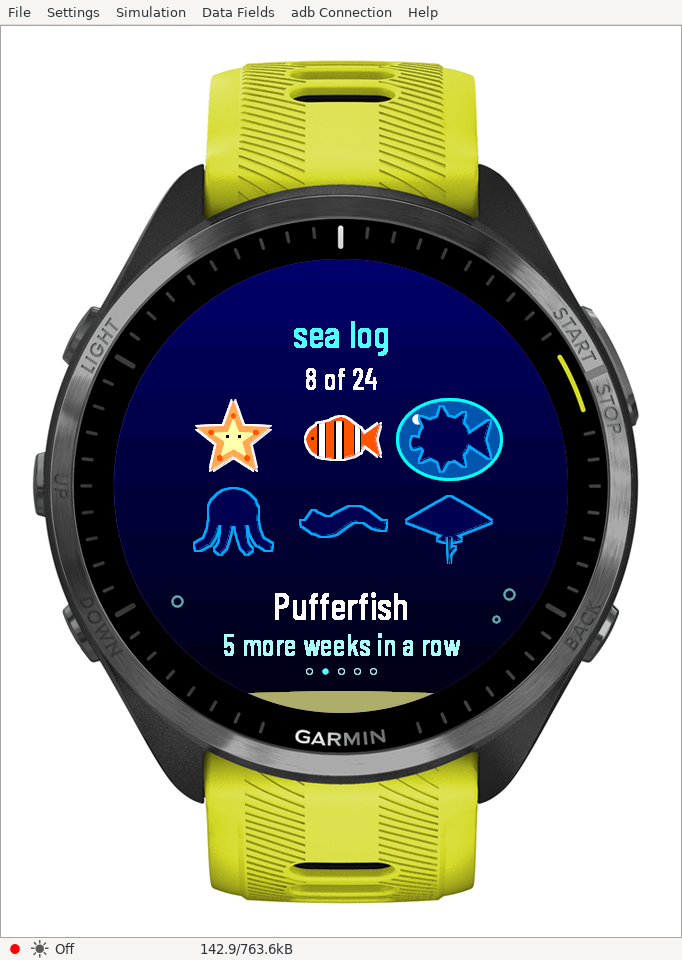 File Settings Simulation Data Fields adb Connection Help
LIGHT
START
STOP
sea log
8 of 24
UP
Pufferfish
5 more weeks in a row
DOWN
BACK
GARMIN
Off 142.9/763.6kB